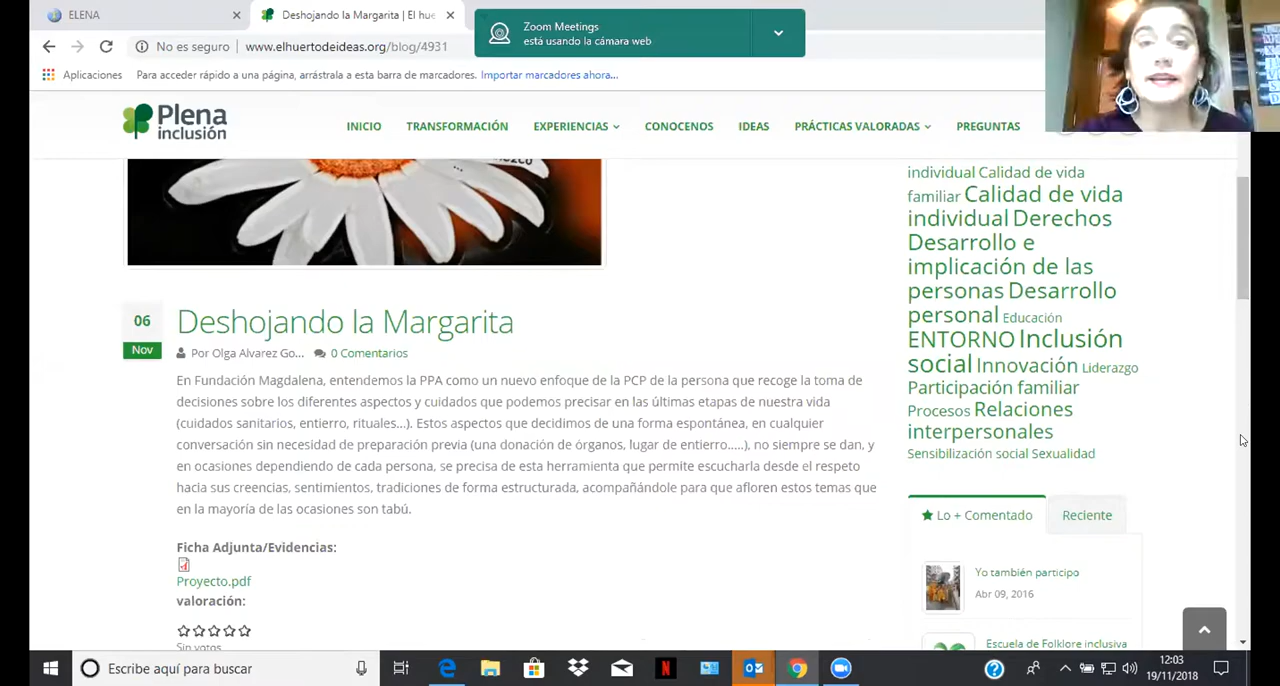 ELENA
Deshojando la Margarita | El hue
Zoom Meetings
está usando la cámara web
No es seguro
www.elhuertodeideas.org/blog/4931
Aplicaciones
Para acceder rápido a una página, arrástrala a esta barra de marcadores. Importar marcadores ahora...
Plena
inclusión
INICIO
TRANSFORMACIÓN
EXPERIENCIAS
CONOCENOS
IDEAS
PRÁCTICAS VALORADAS
PREGUNTAS
Deshojando la Margarita
06
Nov
Por Olga Alvarez Go...
0 Comentarios
En Fundación Magdalena, entendemos la PPA como un nuevo enfoque de la PCP de la persona que recoge la toma de
decisiones sobre los diferentes aspectos y cuidados que podemos precisar en las últimas etapas de nuestra vida
(cuidados sanitarios, entierro, rituales...). Estos aspectos que decidimos de una forma espontánea, en cualquier
conversación sin necesidad de preparación previa (una donación de órganos, lugar de entierro.....), no siempre se dan, y
en ocasiones dependiendo de cada persona, se precisa de esta herramienta que permite escucharla desde el respeto
hacia sus creencias, sentimientos, tradiciones de forma estructurada, acompañándole para que afloren estos temas que
en la mayoría de las ocasiones son tabú.
Ficha Adjunta/Evidencias:
Proyecto.pdf
valoración:
Sin votos
individual Calidad de vida
familiar Calidad de vida
individual Derechos
Desarrollo e
implicación de las
personas Desarrollo
personal Educación
ENTORNO Inclusión
social Innovación Liderazgo
Participación familiar
Procesos Relaciones
interpersonales
Sensibilización social Sexualidad
Lo + Comentado
Reciente
Yo también participo
Abr 09, 2016
Escuela de Folklore inclusiva
Escribe aquí para buscar
12:03
19/11/2018